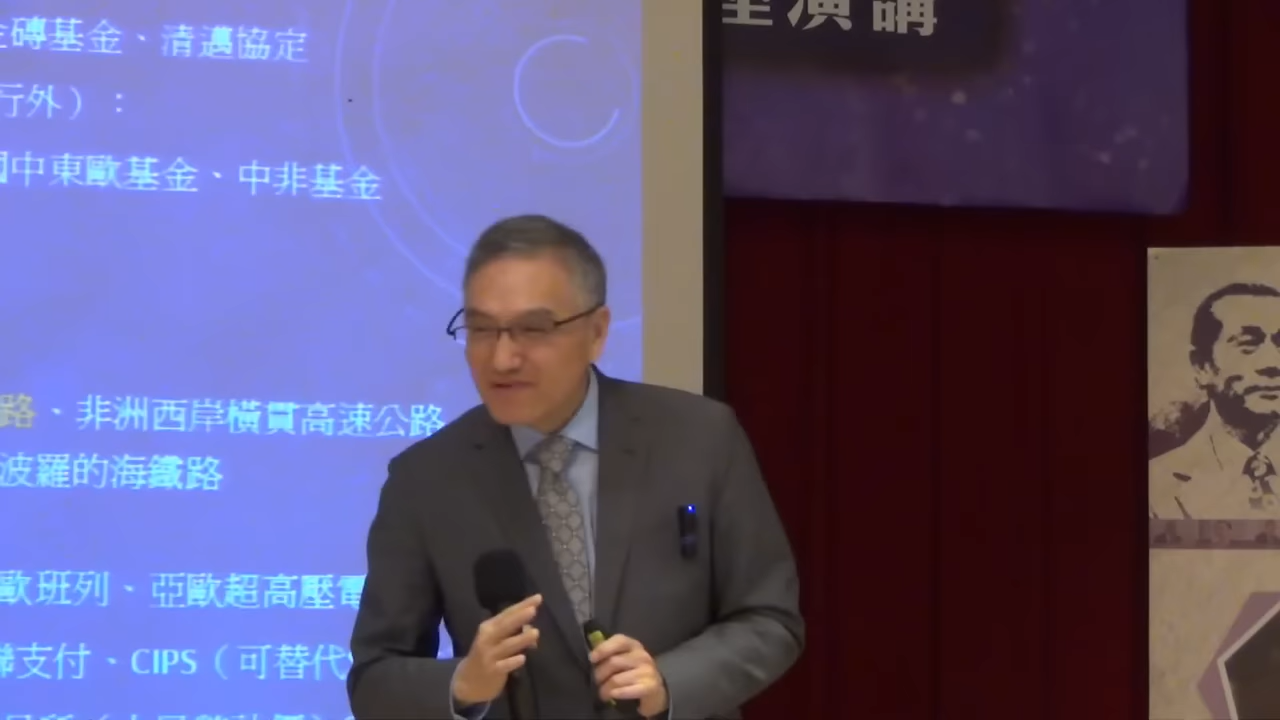 磚基金、清邁協定
行外）：
中東歐基金、中非基金
路、非洲西岸橫貫高速公路
波羅的海鐵路
歐班列、亞歐超高壓電
聯支付、CIPS（可替代
演講